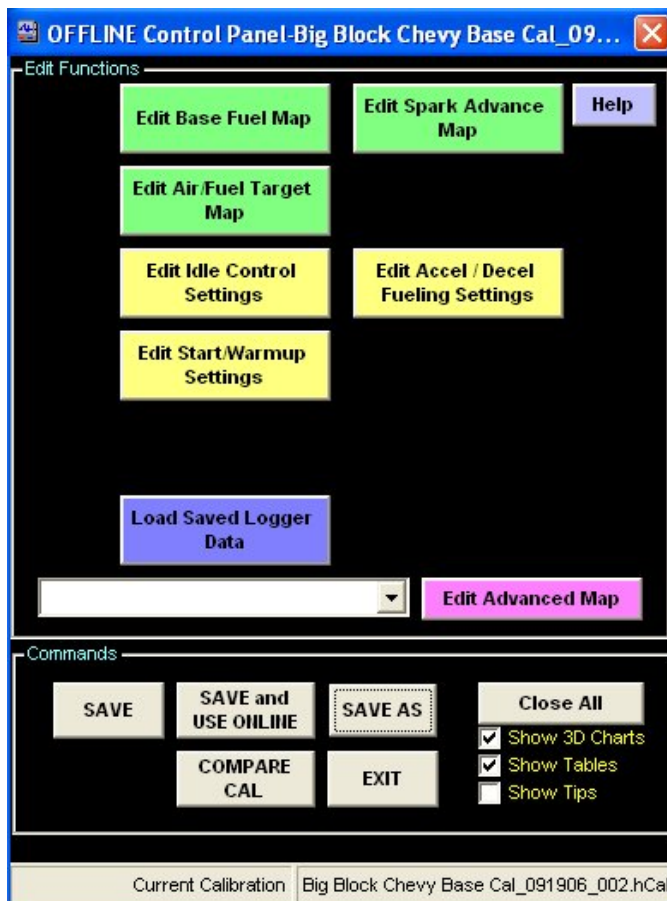 OFFLINE Control Panel-Big Block Chevy Base Cal_09...
Edit Functions
Edit Base Fuel Map
Edit Spark Advance
Map
Help
Edit Air/Fuel Target
Map
Edit Idle Control
Settings
Edit Accel / Decel
Fueling Settings
Edit Start/Warmup
Settings
Load Saved Logger
Data
Edit Advanced Map
Commands
SAVE
SAVE and
USE ONLINE
SAVE AS
Close All
Show 3D Charts
COMPARE
CAL
EXIT
Show Tables
Show Tips
Current Calibration
Big Block Chevy Base Cal_091906_002.hCal